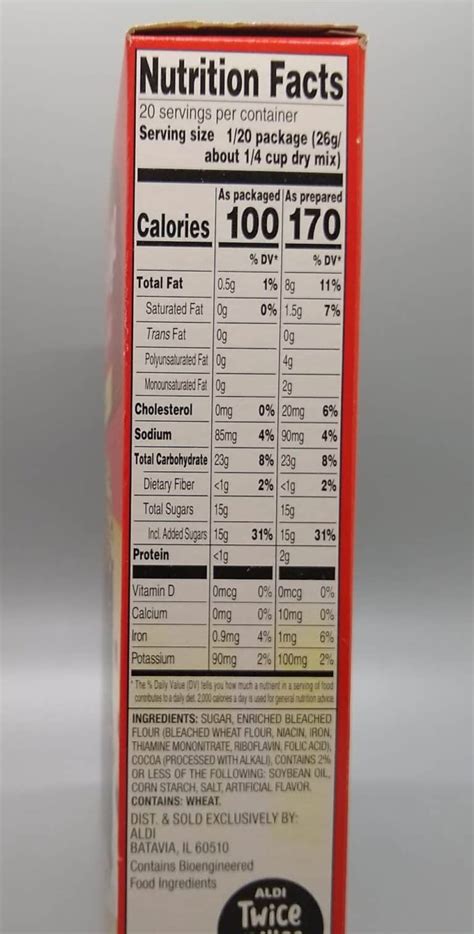 Nutrition Facts
20 servings per container
Serving size 1/20 package (26g/
about 1/4 cup dry mix)
As packaged As prepared
Calories 100 170
% DV* % DV*
Total Fat 0.5g 1% 8g 11%
Saturated Fat 0g 0% 1.5g 7%
Trans Fat 0g 0g
Polyunsaturated Fat 0g 4g
Monounsaturated Fat 0g 2g
Cholesterol 0mg 0% 20mg 6%
Sodium 85mg 4% 90mg 4%
Total Carbohydrate 23g 8% 23g 8%
Dietary Fiber <1g 2% <1g 2%
Total Sugars 15g 15g
Incl. Added Sugars 15g 31% 15g 31%
Protein <1g 2g
Vitamin D 0mcg 0% 0mcg 0%
Calcium 0mg 0% 10mg 0%
Iron 0.9mg 4% 1mg 6%
Potassium 90mg 2% 100mg 2%
* The % Daily Value (DV) tells you how much a nutrient in a serving of food
contributes to a daily diet. 2,000 calories a day is used for general nutrition advice.
INGREDIENTS: SUGAR, ENRICHED BLEACHED
FLOUR (BLEACHED WHEAT FLOUR, NIACIN, IRON,
THIAMINE MONONITRATE, RIBOFLAVIN, FOLIC ACID),
COCOA (PROCESSED WITH ALKALI), CONTAINS 2%
OR LESS OF THE FOLLOWING: SOYBEAN OIL,
CORN STARCH, SALT, ARTIFICIAL FLAVOR.
CONTAINS: WHEAT.
DIST. & SOLD EXCLUSIVELY BY:
ALDI
BATAVIA, IL 60510
Contains Bioengineered
Food Ingredients
ALDI
Twice